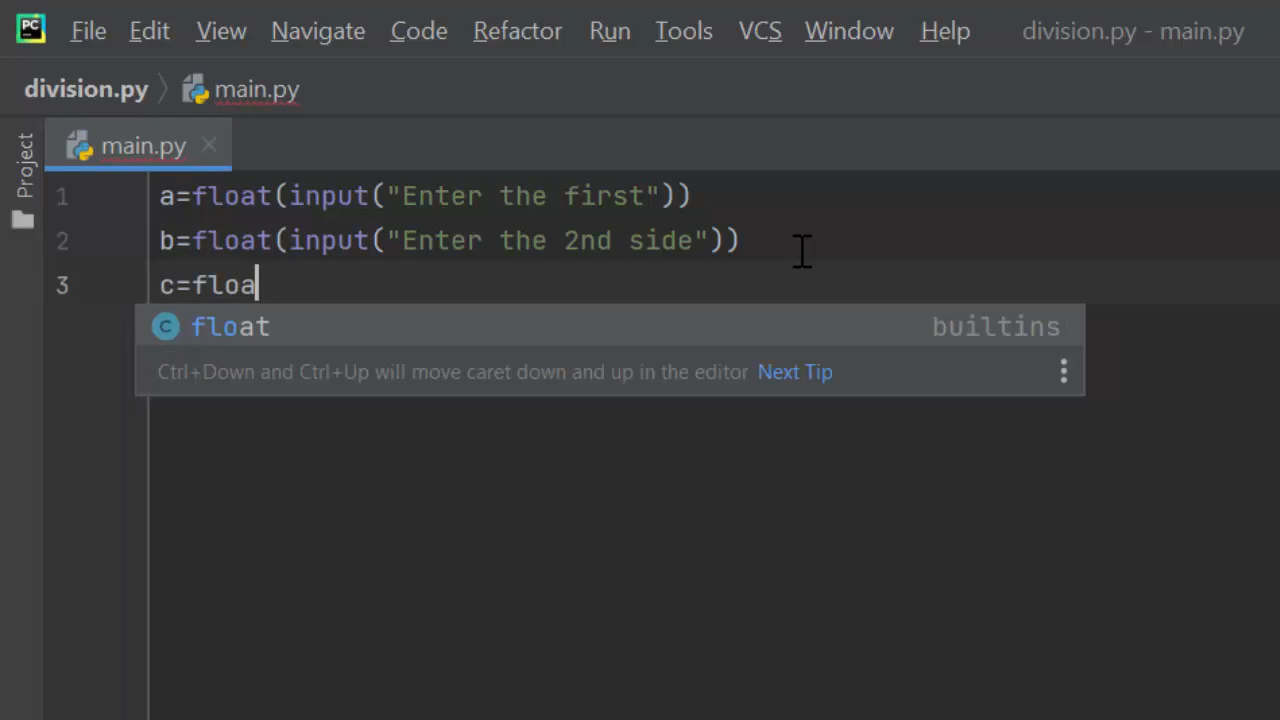 PC File Edit View Navigate Code Refactor Run Tools VCS Window Help division.py - main.py
division.py main.py
main.py
Project
1 a=float(input("Enter the first"))
2 b=float(input("Enter the 2nd side"))
3 c=floa
C float builtins
Ctrl+Down and Ctrl+Up will move caret down and up in the editor Next Tip